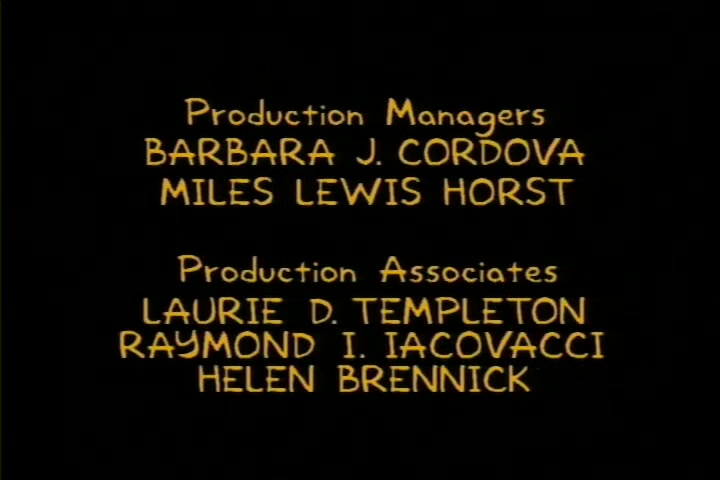 Production Managers
BARBARA J. CORDOVA
MILES LEWIS HORST
Production Associates
LAURIE D. TEMPLETON
RAYMOND I. IACOVACCI
HELEN BRENNICK